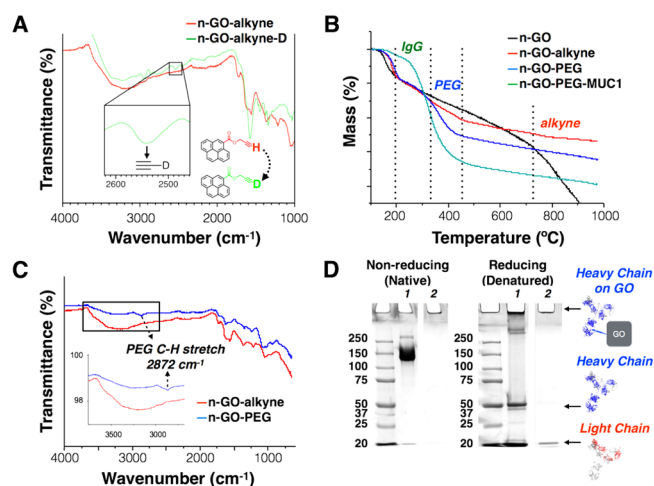 A
n-GO-alkyne
n-GO-alkyne-D
Transmittance (%)
D
2600
2500
H
D
4000
3000
2000
1000
Wavenumber (cm-1)
B
n-GO
n-GO-alkyne
n-GO-PEG
n-GO-PEG-MUC1
IgG
PEG
alkyne
Mass (%)
200
400
600
800
1000
Temperature (ºC)
C
Transmittance (%)
PEG C-H stretch
2872 cm-1
100
98
3500
3000
n-GO-alkyne
n-GO-PEG
4000
3000
2000
1000
Wavenumber (cm-1)
D
Non-reducing
(Native)
1 2
250
150
100
75
50
37
25
20
Reducing
(Denatured)
1 2
250
150
100
75
50
37
25
20
Heavy Chain
on GO
GO
Heavy Chain
Light Chain